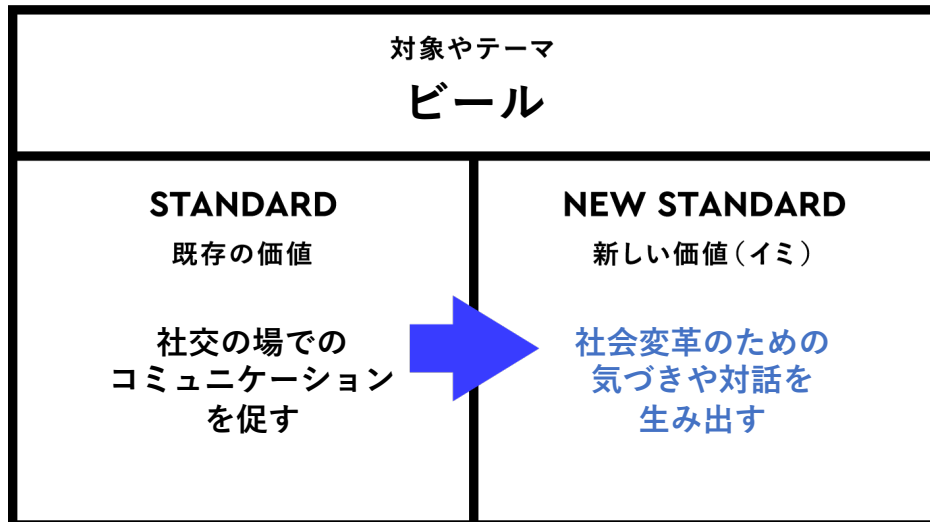 対象やテーマ
ビール
STANDARD
既存の価値
社交の場での
コミュニケーション
を促す
NEW STANDARD
新しい価値（イミ）
社会変革のための
気づきや対話を
生み出す